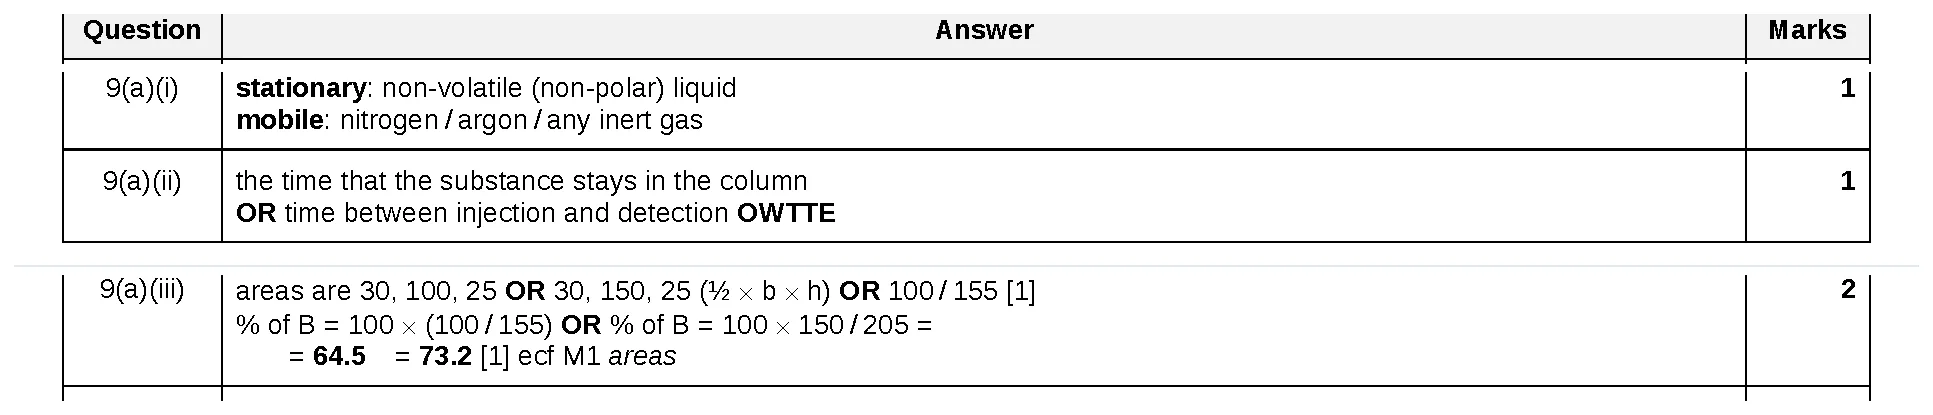 Question Answer Marks
9(a)(i) stationary: non-volatile (non-polar) liquid 1
mobile: nitrogen / argon / any inert gas
9(a)(ii) the time that the substance stays in the column 1
OR time between injection and detection OWTTE
9(a)(iii) areas are 30, 100, 25 OR 30, 150, 25 (½ × b × h) OR 100 / 155 [1] 2
% of B = 100 × (100 / 155) OR % of B = 100 × 150 / 205 =
= 64.5 = 73.2 [1] ecf M1 areas